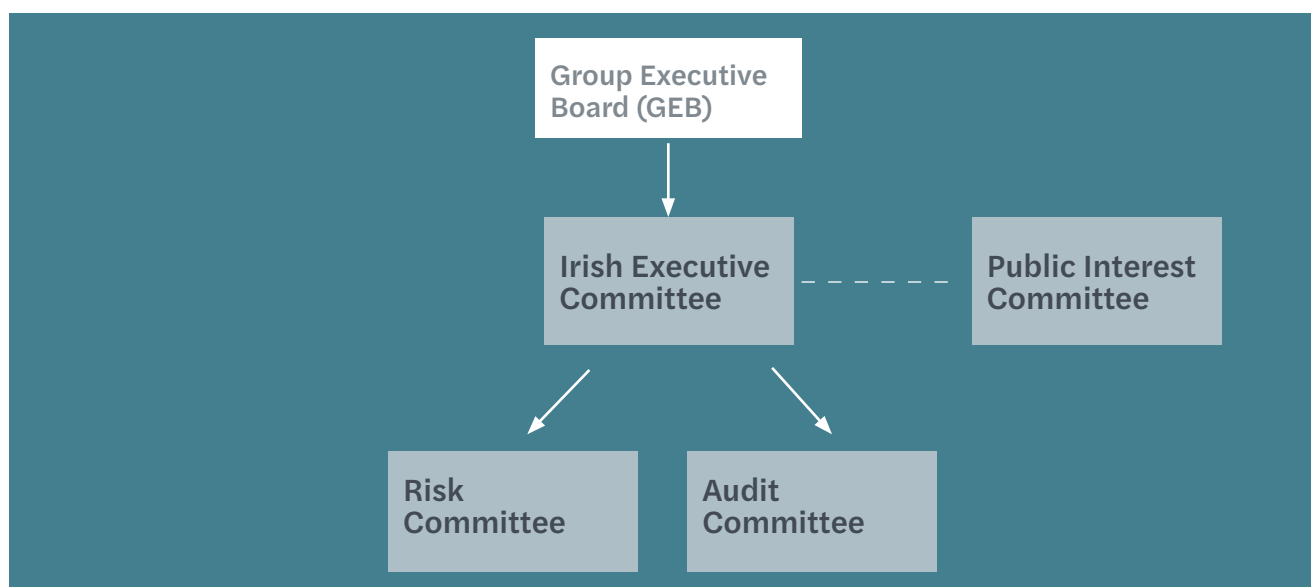 Group Executive
Board (GEB)
Irish Executive
Committee
Public Interest
Committee
Risk
Committee
Audit
Committee